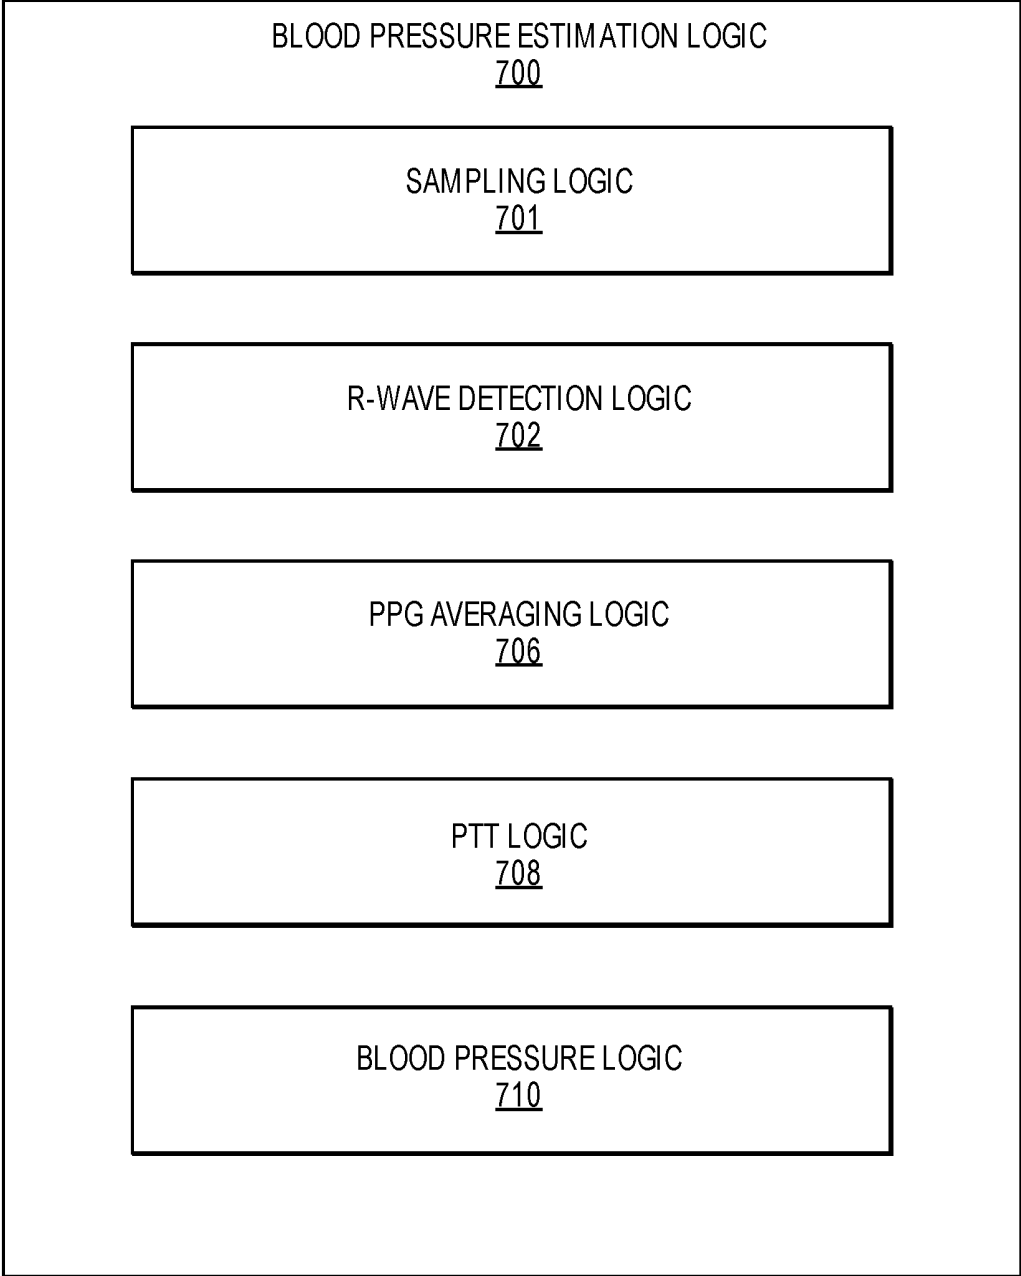 BLOOD PRESSURE ESTIMATION LOGIC
700
SAMPLING LOGIC
701
R-WAVE DETECTION LOGIC
702
PPG AVERAGING LOGIC
706
PTT LOGIC
708
BLOOD PRESSURE LOGIC
710